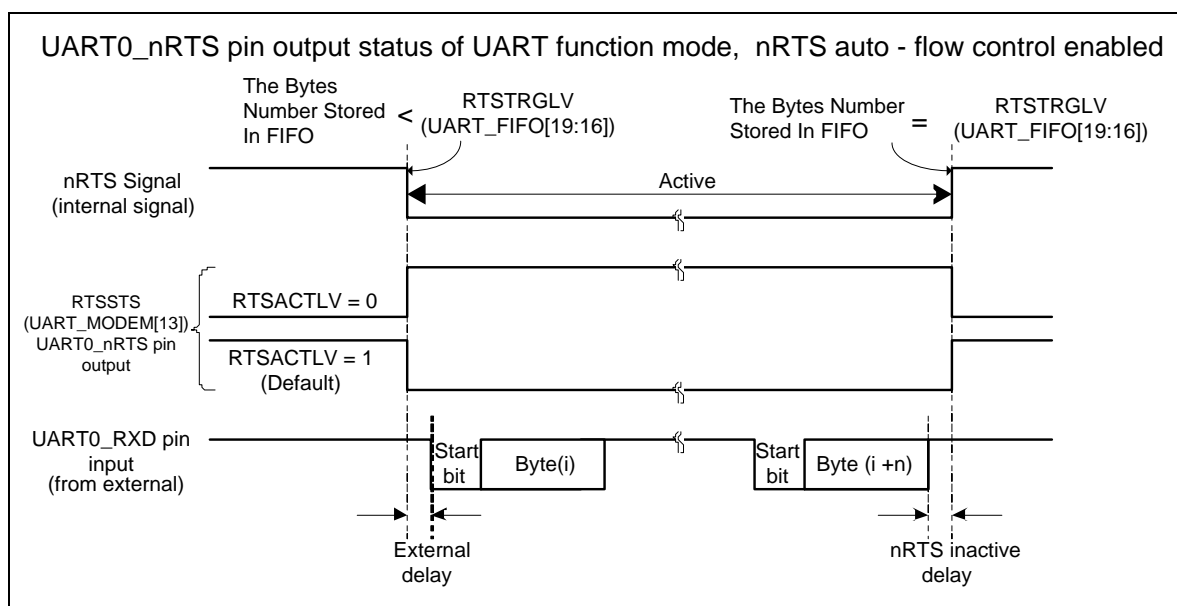 UART0_nRTS pin output status of UART function mode, nRTS auto - flow control enabled
The Bytes
Number Stored
In FIFO
<
RTSTRGLV
(UART_FIFO[19:16])
The Bytes Number
Stored In FIFO
=
RTSTRGLV
(UART_FIFO[19:16])
nRTS Signal
(internal signal)
Active
RTSSTS
(UART_MODEM[13])
UART0_nRTS pin
output
RTSACTLV = 0
RTSACTLV = 1
(Default)
UART0_RXD pin
input
(from external)
Start
bit
Byte(i)
Start
bit
Byte (i +n)
External
delay
nRTS inactive
delay